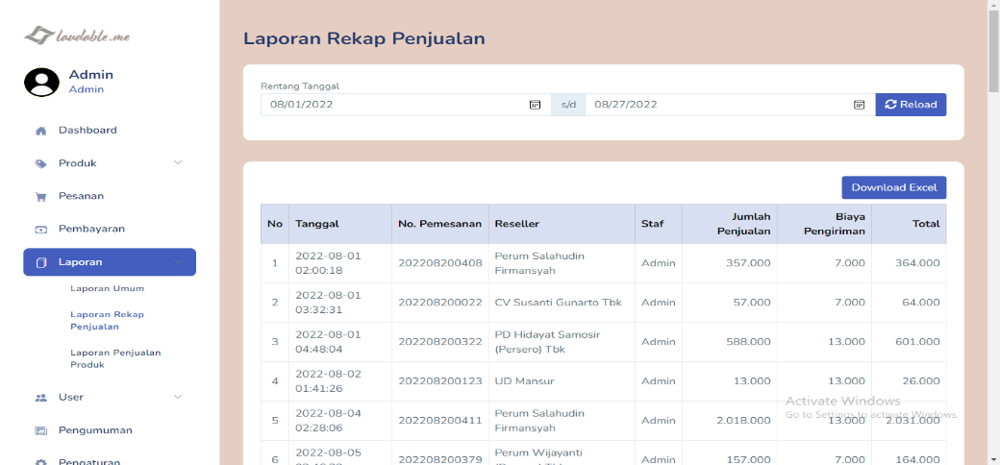 laudable.me
Admin
Admin
Dashboard
Produk
Pesanan
Pembayaran
Laporan
Laporan Umum
Laporan Rekap
Penjualan
Laporan Penjualan
Produk
User
Pengumuman
Pengaturan
Laporan Rekap Penjualan
Rentang Tanggal
08/01/2022 s/d 08/27/2022 Reload
Download Excel
No Tanggal No. Pemesanan Reseller Staf Jumlah Penjualan Biaya Pengiriman Total
1 2022-08-01 02:00:18 202208200408 Perum Salahudin Firmansyah Admin 357.000 7.000 364.000
2 2022-08-01 03:32:31 202208200022 CV Susanti Gunarto Tbk Admin 57.000 7.000 64.000
3 2022-08-01 04:48:04 202208200322 PD Hidayat Samosir (Persero) Tbk Admin 588.000 13.000 601.000
4 2022-08-02 01:41:26 202208200123 UD Mansur Admin 13.000 13.000 26.000
5 2022-08-04 02:28:06 202208200411 Perum Salahudin Firmansyah Admin 2.018.000 13.000 2.031.000
6 2022-08-05 202208200379 Perum Wijayanti Admin 157.000 7.000 164.000
Activate Windows
Go to Settings to activate Windows.